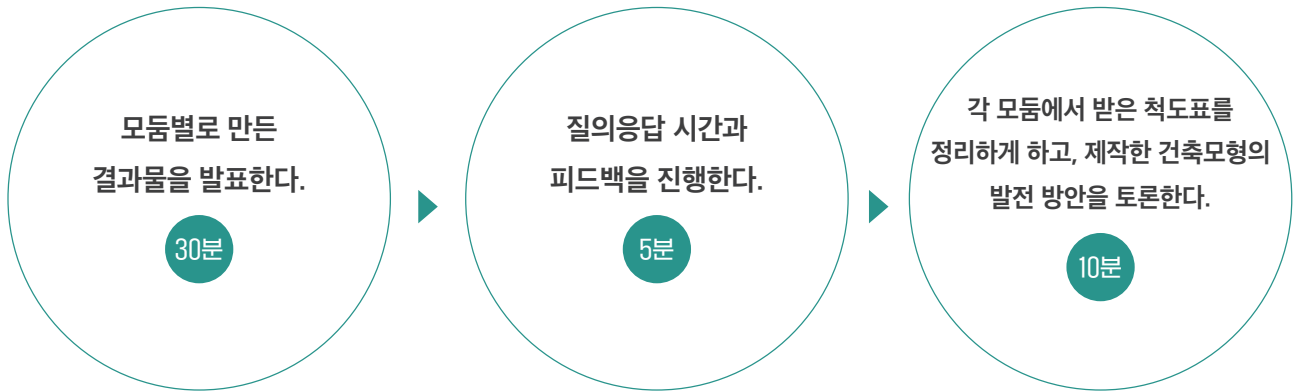 모둠별로 만든
결과물을 발표한다.
30분
질의응답 시간과
피드백을 진행한다.
5분
각 모둠에서 받은 척도표를
정리하게 하고, 제작한 건축모형의
발전 방안을 토론한다.
10분